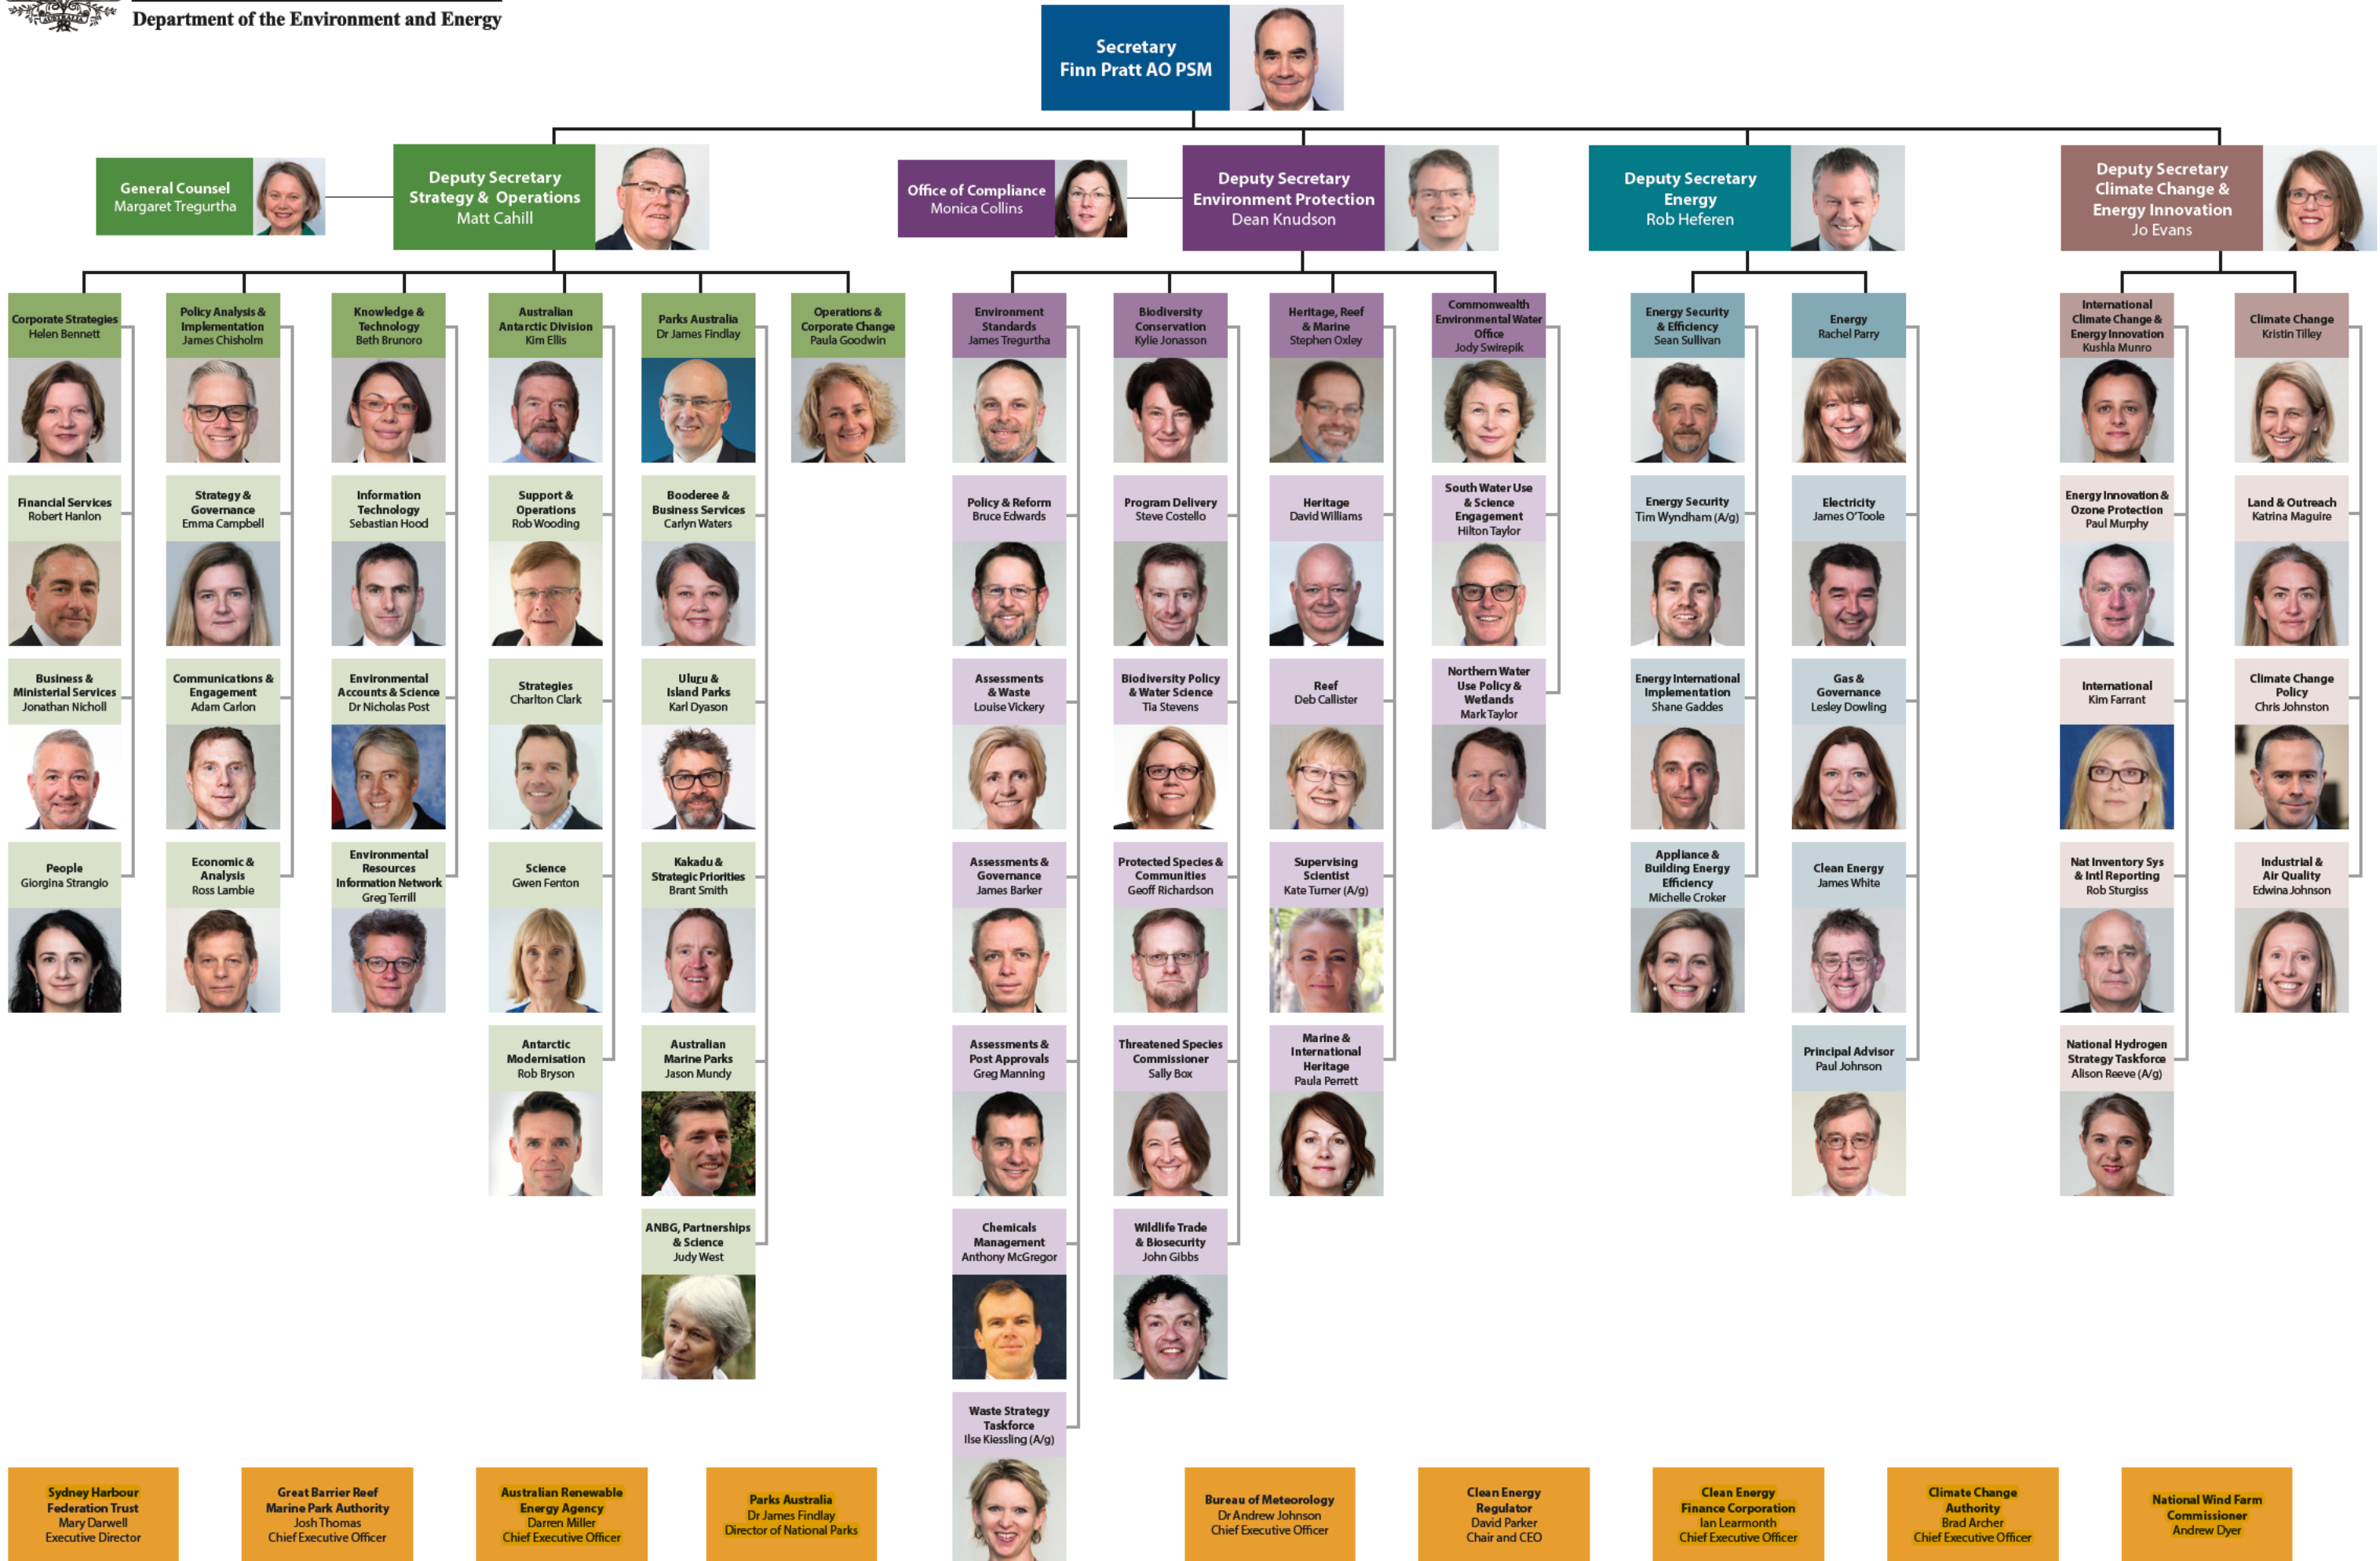 AUSTRALIA
Department of the Environment and Energy
Secretary
Finn Pratt AO PSM
General Counsel
Margaret Tregurtha
Deputy Secretary
Strategy & Operations
Matt Cahill
Office of Compliance
Monica Collins
Deputy Secretary
Environment Protection
Dean Knudson
Deputy Secretary
Energy
Rob Heferen
Deputy Secretary
Climate Change &
Energy Innovation
Jo Evans
Corporate Strategies
Helen Bennett
Policy Analysis &
Implementation
James Chisholm
Knowledge &
Technology
Beth Brunoro
Australian
Antarctic Division
Kim Ellis
Parks Australia
Dr James Findlay
Operations &
Corporate Change
Paula Goodwin
Environment
Standards
James Tregurtha
Biodiversity
Conservation
Kylie Jonasson
Heritage, Reef
& Marine
Stephen Oxley
Commonwealth
Environmental Water
Office
Jody Swirepik
Energy Security
& Efficiency
Sean Sullivan
Energy
Rachel Parry
International
Climate Change &
Energy Innovation
Kushla Munro
Climate Change
Kristin Tilley
Financial Services
Robert Hanlon
Strategy &
Governance
Emma Campbell
Information
Technology
Sebastian Hood
Support &
Operations
Rob Wooding
Booderee &
Business Services
Carlyn Waters
Policy & Reform
Bruce Edwards
Program Delivery
Steve Costello
Heritage
David Williams
South Water Use
& Science
Engagement
Hilton Taylor
Energy Security
Tim Wyndham (A/g)
Electricity
James O'Toole
Energy Innovation &
Ozone Protection
Paul Murphy
Land & Outreach
Katrina Maguire
Business &
Ministerial Services
Jonathan Nicholl
Communications &
Engagement
Adam Carlon
Environmental
Accounts & Science
Dr Nicholas Post
Strategies
Charlton Clark
Uluṟu &
Island Parks
Karl Dyason
Assessments
& Waste
Louise Vickery
Biodiversity Policy
& Water Science
Tia Stevens
Reef
Deb Callister
Northern Water
Use Policy &
Wetlands
Mark Taylor
Energy International
Implementation
Shane Gaddes
Gas &
Governance
Lesley Dowling
International
Kim Farrant
Climate Change
Policy
Chris Johnston
People
Giorgina Strangio
Economic &
Analysis
Ross Lambie
Environmental
Resources
Information Network
Greg Terrill
Science
Gwen Fenton
Kakadu &
Strategic Priorities
Brant Smith
Assessments &
Governance
James Barker
Protected Species &
Communities
Geoff Richardson
Supervising
Scientist
Kate Turner (A/g)
Appliance &
Building Energy
Efficiency
Michelle Croker
Clean Energy
James White
Nat Inventory Sys
& Intl Reporting
Rob Sturgiss
Industrial &
Air Quality
Edwina Johnson
Antarctic
Modernisation
Rob Bryson
Australian
Marine Parks
Jason Mundy
Assessments &
Post Approvals
Greg Manning
Threatened Species
Commissioner
Sally Box
Marine &
International
Heritage
Paula Perrett
Principal Advisor
Paul Johnson
National Hydrogen
Strategy Taskforce
Alison Reeve (A/g)
ANBG, Partnerships
& Science
Judy West
Chemicals
Management
Anthony McGregor
Wildlife Trade
& Biosecurity
John Gibbs
Waste Strategy
Taskforce
Ilse Kiessling (A/g)
Sydney Harbour
Federation Trust
Mary Darwell
Executive Director
Great Barrier Reef
Marine Park Authority
Josh Thomas
Chief Executive Officer
Australian Renewable
Energy Agency
Darren Miller
Chief Executive Officer
Parks Australia
Dr James Findlay
Director of National Parks
Bureau of Meteorology
Dr Andrew Johnson
Chief Executive Officer
Clean Energy
Regulator
David Parker
Chair and CEO
Clean Energy
Finance Corporation
Ian Learmonth
Chief Executive Officer
Climate Change
Authority
Brad Archer
Chief Executive Officer
National Wind Farm
Commissioner
Andrew Dyer